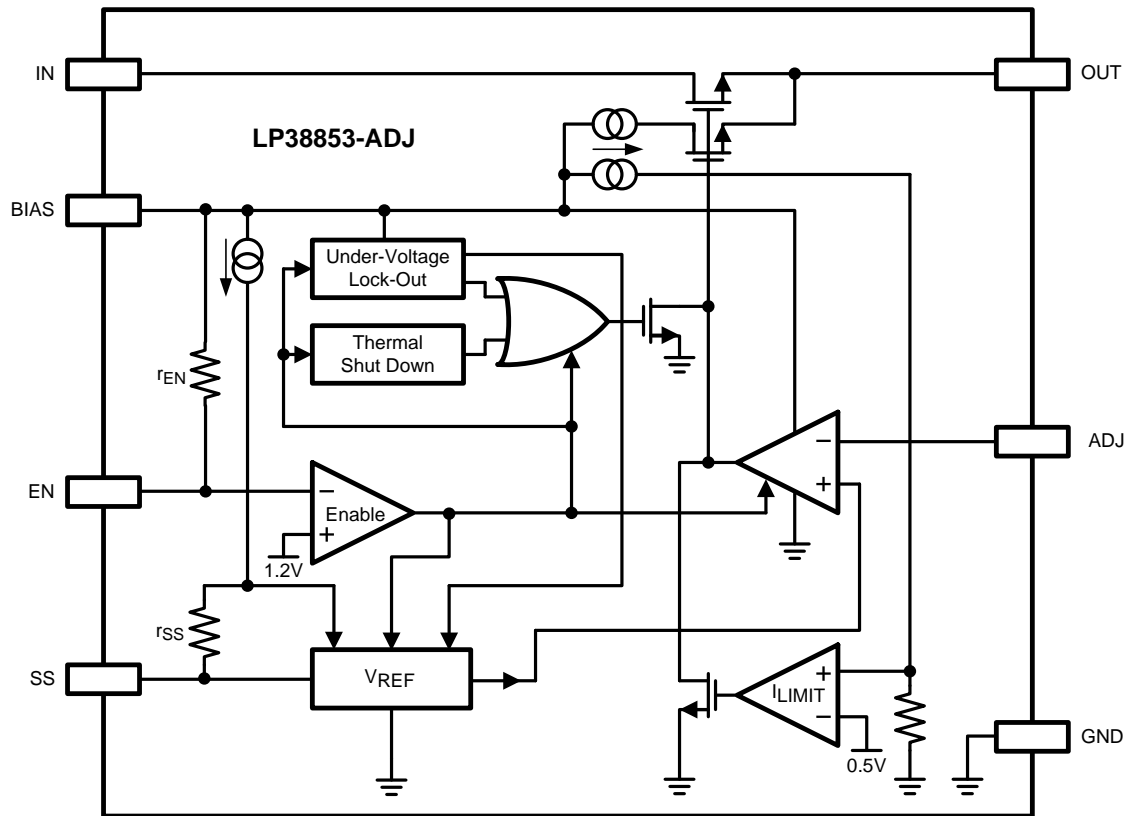 IN
OUT
LP38853-ADJ
BIAS
Under-Voltage
Lock-Out
Thermal
Shut Down
rEN
ADJ
EN
−
Enable
+
1.2V
−
+
rSS
SS
VREF
+
ILIMIT
−
0.5V
GND